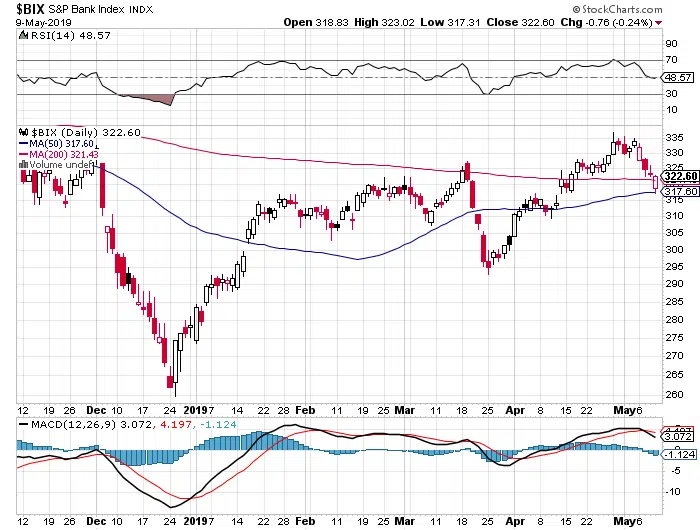 $BIX S&P Bank Index INDX
© StockCharts.com
9-May-2019
Open 318.83 High 323.02 Low 317.31 Close 322.60 Chg -0.76 (-0.24%)
RSI(14) 48.57
90
70
48.57
30
10
$BIX (Daily) 322.60
MA(50) 317.60
MA(200) 321.43
Volume undef
335
330
325
322.60
317.60
315
310
305
300
295
290
285
280
275
270
265
260
12 19 26 Dec 10 17 24 2019 7 14 22 28 Feb 11 19 25 Mar 11 18 25 Apr 8 15 22 May 6
MACD(12,26,9) 3.072, 4.197, -1.124
3.072
-1.124
-5
-10
12 19 26 Dec 10 17 24 2019 7 14 22 28 Feb 11 19 25 Mar 11 18 25 Apr 8 15 22 May 6